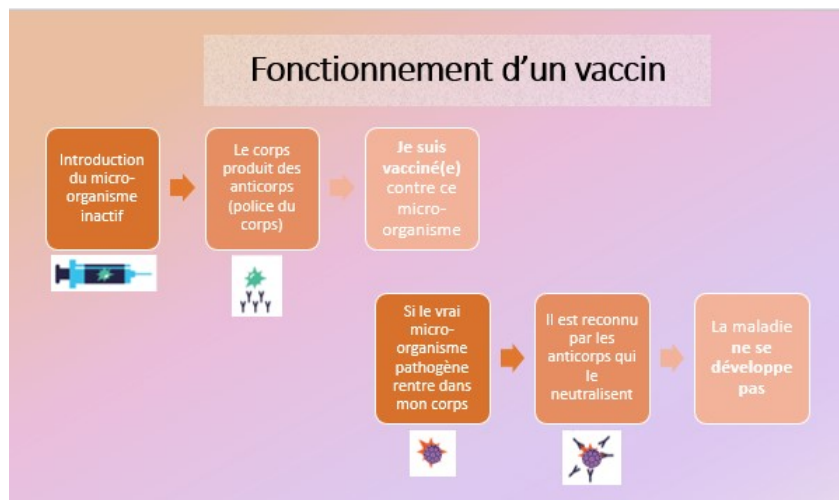 Fonctionnement d'un vaccin
Introduction
du micro-
organisme
inactif
Le corps
produit des
anticorps
(police du
corps)
Je suis
vacciné(e)
contre ce
micro-
organisme
Si le vrai
micro-
organisme
pathogène
rentre dans
mon corps
Il est reconnu
par les
anticorps qui
le
neutralisent
La maladie
ne se
développe
pas